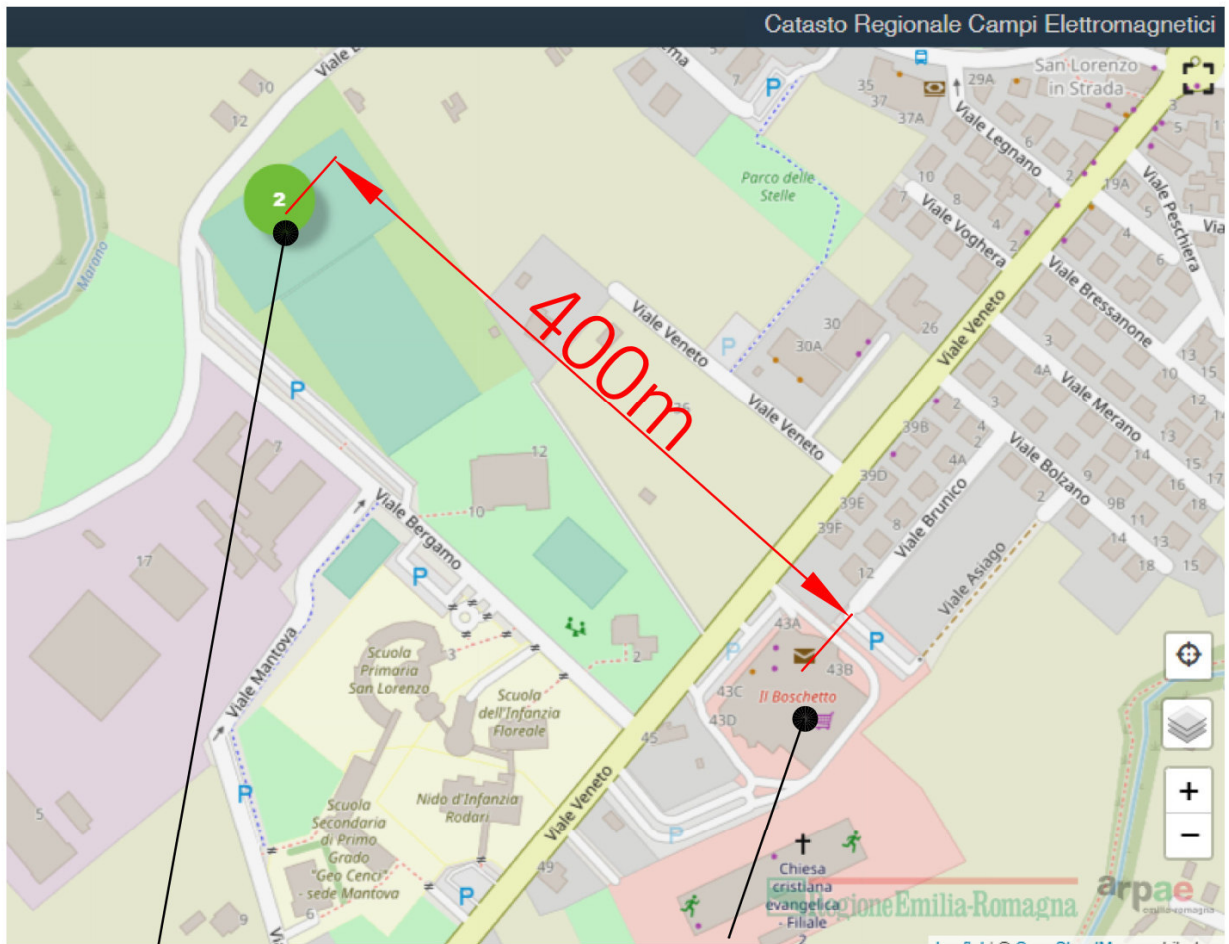 Catasto Regionale Campi Elettromagnetici
San Lorenzo
in Strada
10
12
7
P
35
37
37A
29A
6
5
Viale Legnano
19A
Viale Peschiera
Parco delle
Stelle
2
10
8
7
4
Viale Voghera
Viale Bressanone
Marano
400m
Viale Veneto
30
30A
26
Viale Veneto
P
3
4A
13
15
10
Viale Merano
P
36
Viale Veneto
2
3
39B
4
12
7
12
4A
39D
Viale Bolzano
13
14
17
9
16
2
39E
9B
18
Viale Bergamo
10
39F
8
Viale Brunico
11
14
13
15
18
17
P
12
Viale Asiago
Viale Mantova
Scuola
Primaria
San Lorenzo
3
2
43A
P
P
43B
Scuola
dell'Infanzia
Floreale
43C
Il Boschetto
43D
45
P
5
Nido d'Infanzia
Rodari
Viale Veneto
Scuola
Secondaria
di Primo
Grado
"Geo Cenci"
- sede Mantova
P
+
−
49
P
6
9
Chiesa
cristiana
evangelica
- Filiale
2
RegioneEmilia-Romagna
arpae
emilia-romagna